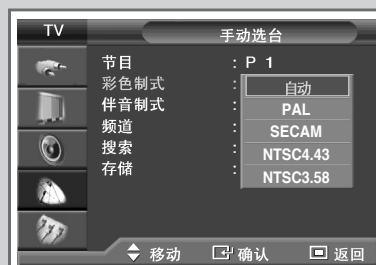 TV
手动选台
节目 : P 1
彩色制式 : 自动
伴音制式 : PAL
频道 : SECAM
搜索 : NTSC4.43
存储 : NTSC3.58
移动 确认 返回